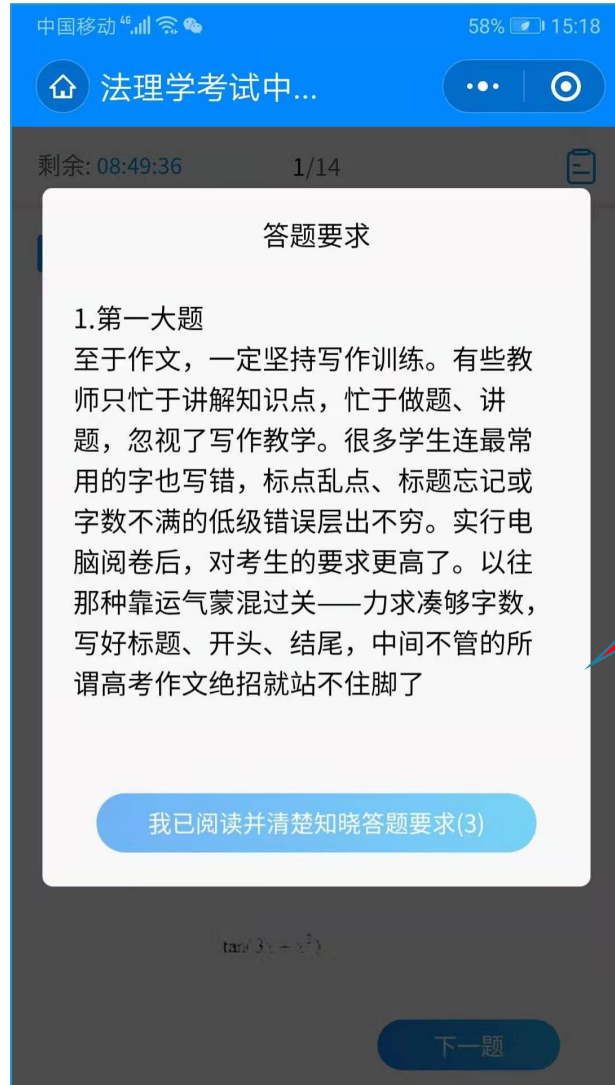 中国移动 4G 58% 15:18
法理学考试中...
剩余: 08:49:36 1/14
答题要求
1.第一大题
至于作文，一定坚持写作训练。有些教
师只忙于讲解知识点，忙于做题、讲
题，忽视了写作教学。很多学生连最常
用的字也写错，标点乱点、标题忘记或
字数不满的低级错误层出不穷。实行电
脑阅卷后，对考生的要求更高了。以往
那种靠运气蒙混过关——力求凑够字数，
写好标题、开头、结尾，中间不管的所
谓高考作文绝招就站不住脚了
我已阅读并清楚知晓答题要求(3)
tan(3x + x²)
下一题